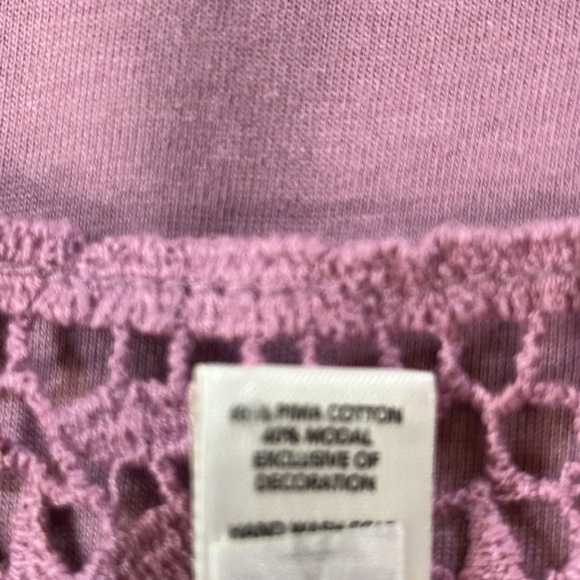 PIMA COTTON
40% MODAL
EXCLUSIVE OF
DECORATION
HAND WASH